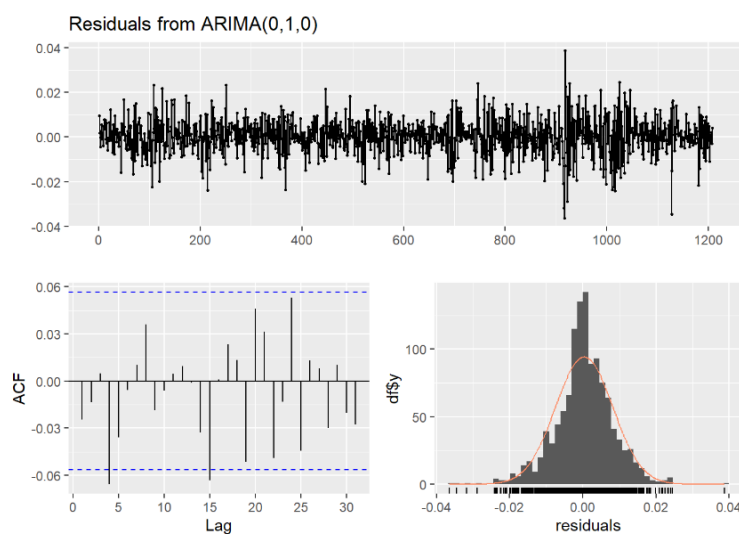 Residuals from ARIMA(0,1,0)
0.04
0.02
0.00
-0.02
-0.04
0 200 400 600 800 1000 1200
0.06
0.03
0.00
-0.03
-0.06
ACF
0 5 10 15 20 25 30
Lag
100
50
0
df$y
-0.04 -0.02 0.00 0.02 0.04
residuals